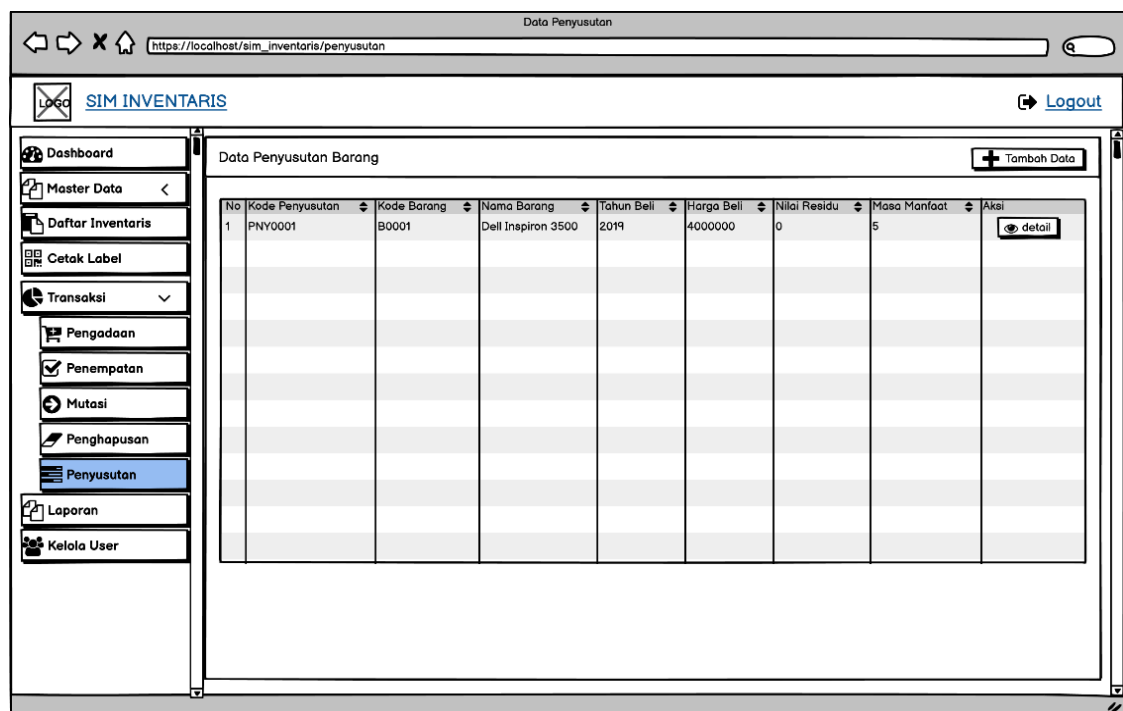 Data Penyusutan
https://localhost/sim_inventaris/penyusutan
LOGO
SIM INVENTARIS
Logout
Dashboard
Master Data
Daftar Inventaris
Cetak Label
Transaksi
Pengadaan
Penempatan
Mutasi
Penghapusan
Penyusutan
Laporan
Kelola User
Data Penyusutan Barang
Tambah Data
No Kode Penyusutan Kode Barang Nama Barang Tahun Beli Harga Beli Nilai Residu Masa Manfaat Aksi
1 PNY0001 B0001 Dell Inspiron 3500 2019 4000000 0 5 detail